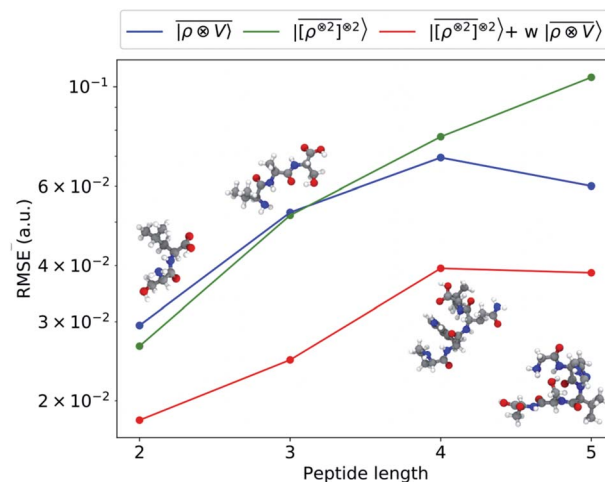 |ρ ⊗ V⟩ |[ρ⊗2]⊗2⟩ |[ρ⊗2]⊗2⟩+ w |ρ ⊗ V⟩
10⁻¹
6 × 10⁻²
4 × 10⁻²
3 × 10⁻²
2 × 10⁻²
RMSE (a.u.)
2 3 4 5
Peptide length